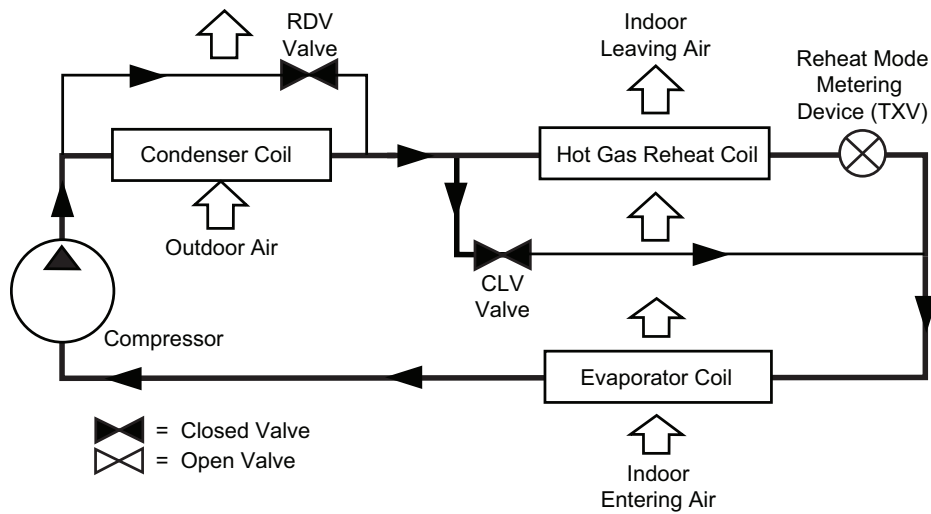 RDV
Valve
Indoor
Leaving Air
Reheat Mode
Metering
Device (TXV)
Condenser Coil
Hot Gas Reheat Coil
Outdoor Air
CLV
Valve
Compressor
Evaporator Coil
= Closed Valve
= Open Valve
Indoor
Entering Air